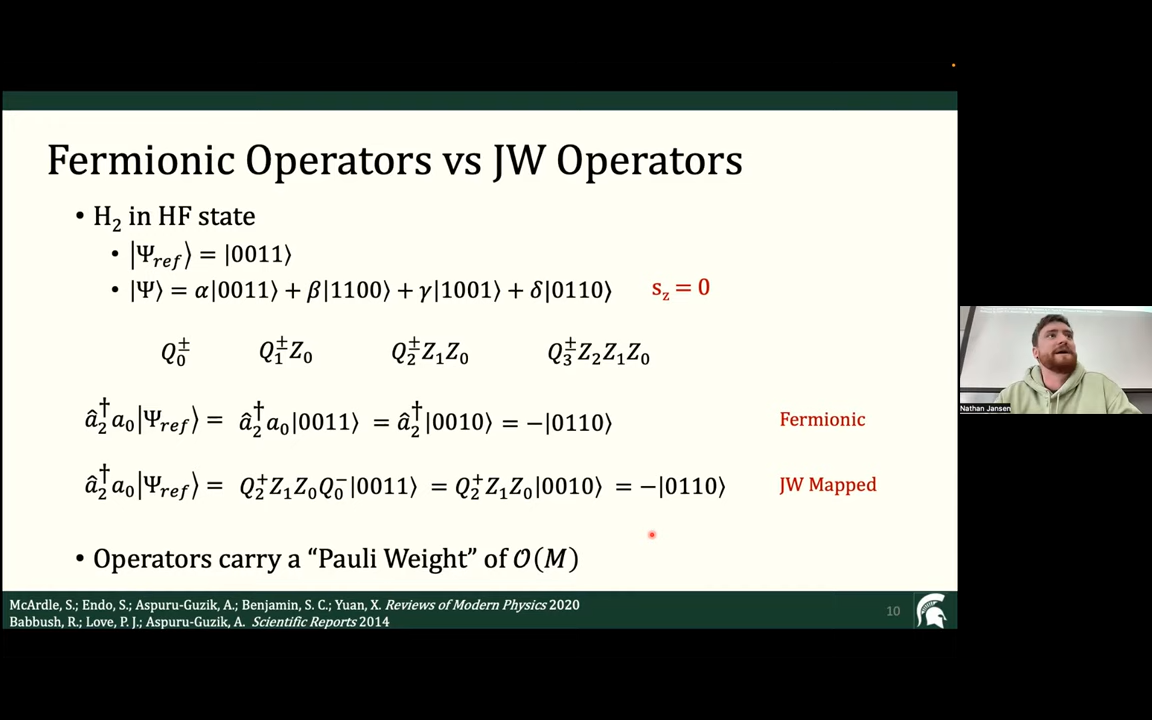 Fermionic Operators vs JW Operators
• H₂ in HF state
• |Ψ_ref⟩ = |0011⟩
• |Ψ⟩ = α|0011⟩ + β|1100⟩ + γ|1001⟩ + δ|0110⟩ s_z = 0
Q₀^± Q₁^± Z₀ Q₂^± Z₁Z₀ Q₃^± Z₂Z₁Z₀
â₂^† a₀|Ψ_ref⟩ = â₂^† a₀|0011⟩ = â₂^†|0010⟩ = −|0110⟩ Fermionic
â₂^† a₀|Ψ_ref⟩ = Q₂⁺Z₁Z₀Q₀⁻|0011⟩ = Q₂⁺Z₁Z₀|0010⟩ = −|0110⟩ JW Mapped
• Operators carry a “Pauli Weight” of 𝒪(M)
McArdle, S.; Endo, S.; Aspuru-Guzik, A.; Benjamin, S. C.; Yuan, X. Reviews of Modern Physics 2020
Babbush, R.; Love, P. J.; Aspuru-Guzik, A. Scientific Reports 2014
10
Nathan Jansen